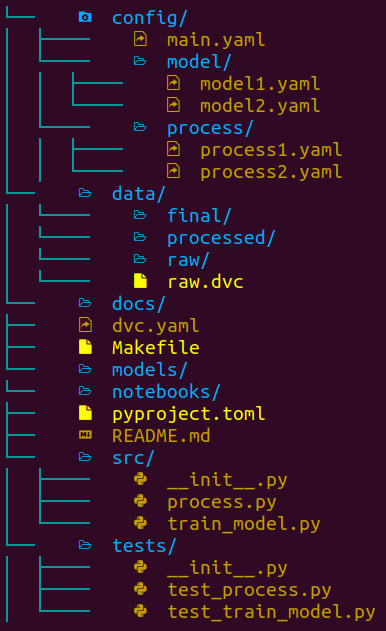 config/
main.yaml
model/
model1.yaml
model2.yaml
process/
process1.yaml
process2.yaml
data/
final/
processed/
raw/
raw.dvc
docs/
dvc.yaml
Makefile
models/
notebooks/
pyproject.toml
README.md
src/
__init__.py
process.py
train_model.py
tests/
__init__.py
test_process.py
test_train_model.py